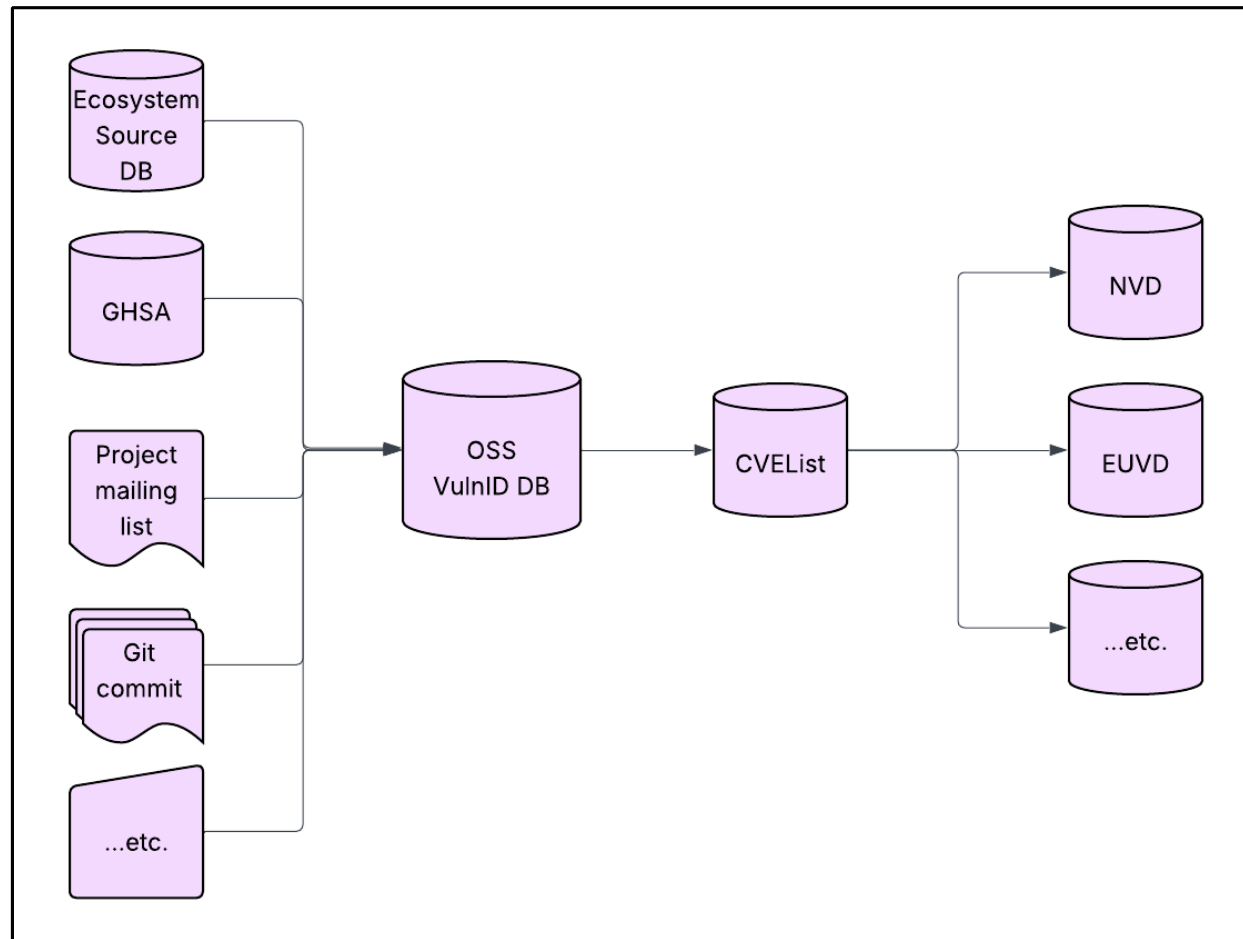 Ecosystem
Source
DB
GHSA
Project
mailing
list
Git
commit
...etc.
OSS
VulnID DB
CVEList
NVD
EUVD
...etc.